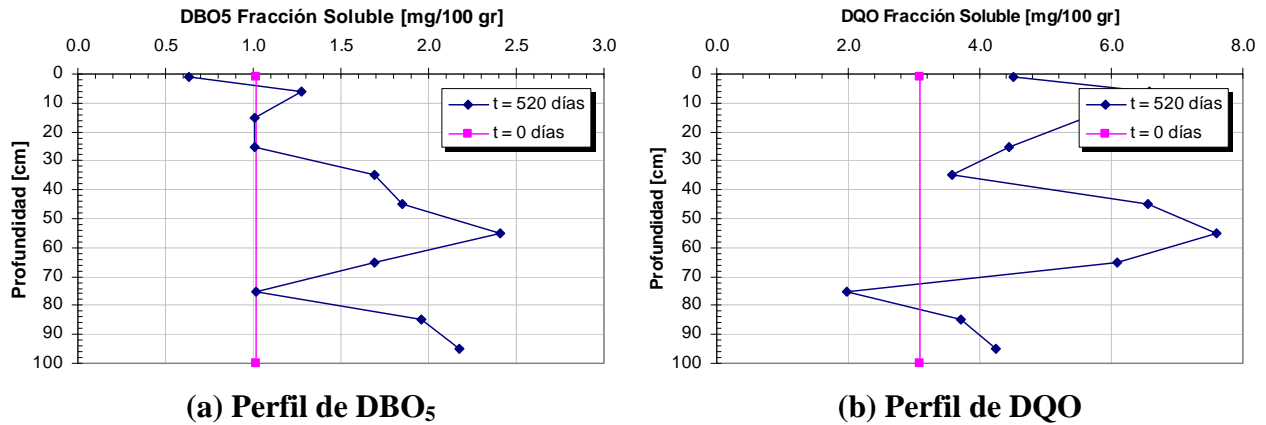 DBO5 Fracción Soluble [mg/100 gr]
0.0 0.5 1.0 1.5 2.0 2.5 3.0
Profundidad [cm]
0
10
20
30
40
50
60
70
80
90
100
t = 520 días
t = 0 días
(a) Perfil de DBO₅
DQO Fracción Soluble [mg/100 gr]
0.0 2.0 4.0 6.0 8.0
Profundidad [cm]
0
10
20
30
40
50
60
70
80
90
100
t = 520 días
t = 0 días
(b) Perfil de DQO